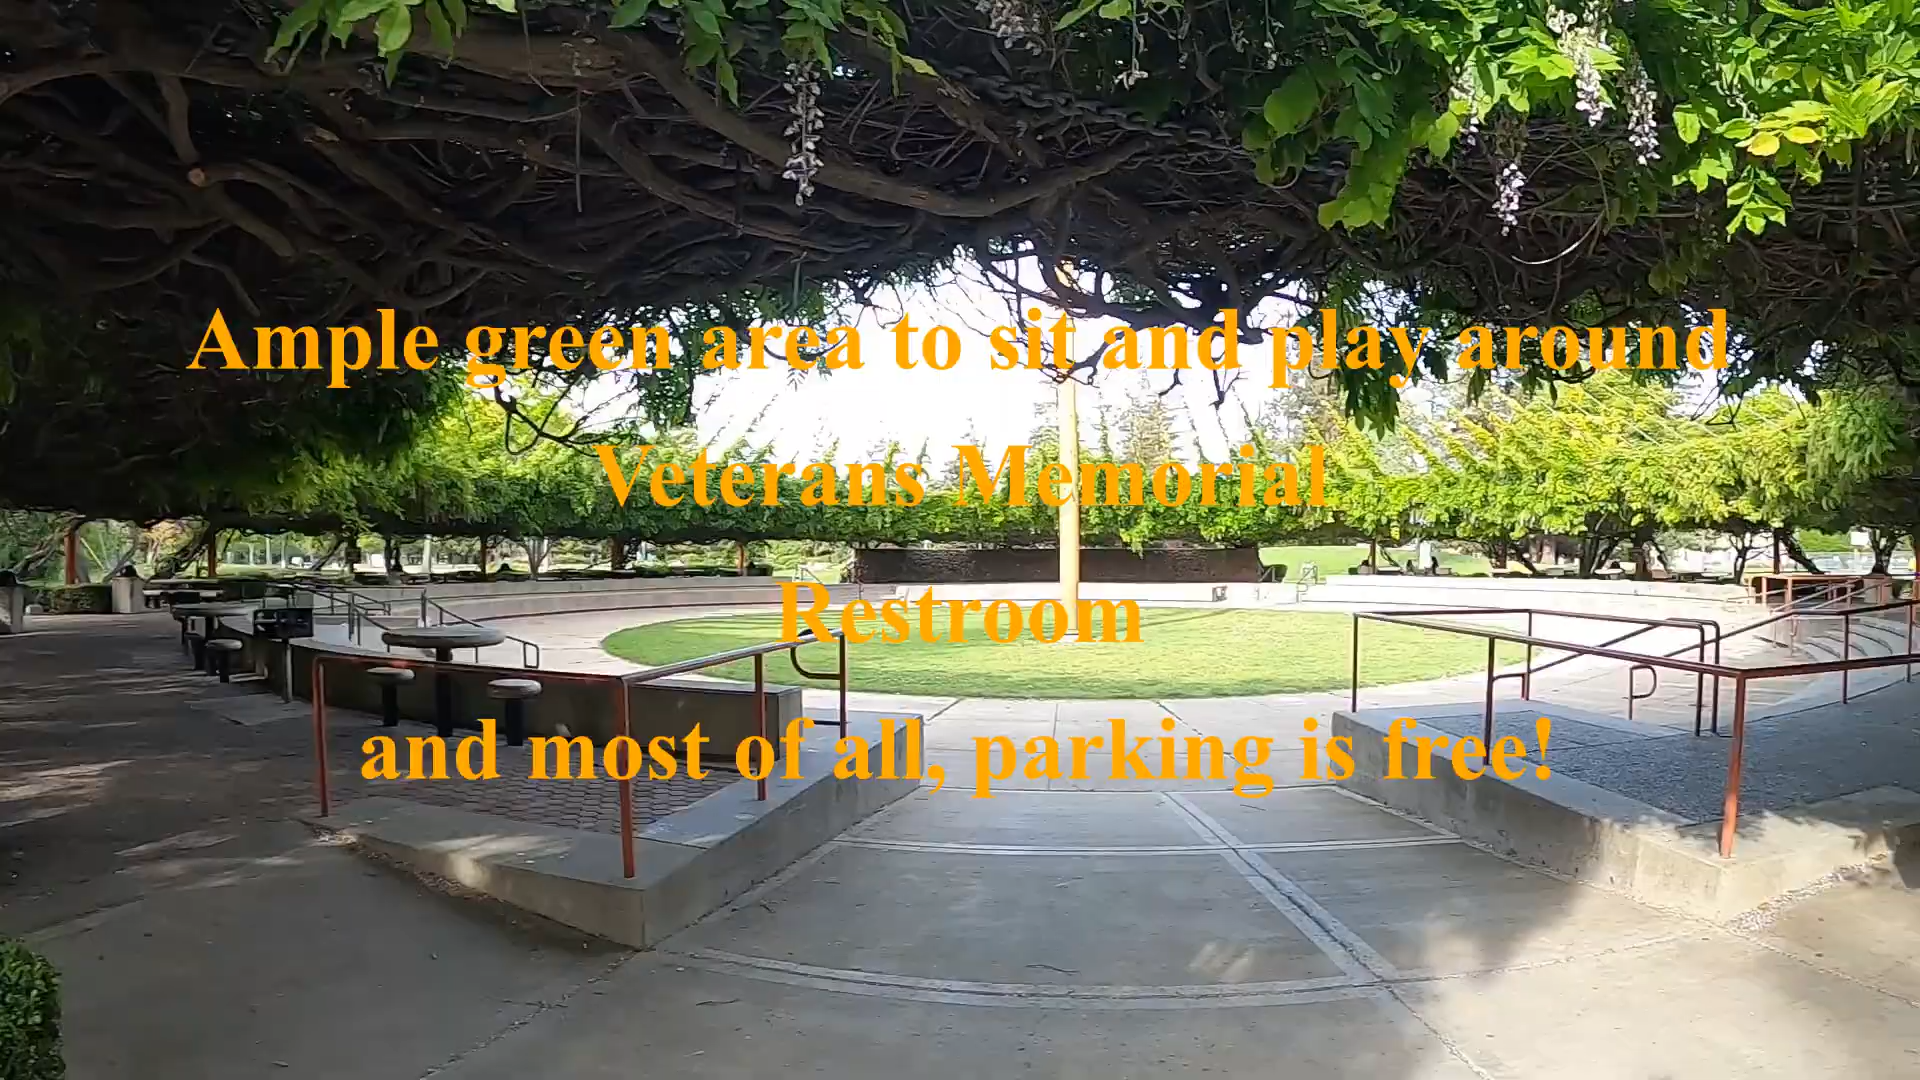 Ample green area to sit and play around
Veterans Memorial
Restroom
and most of all, parking is free!